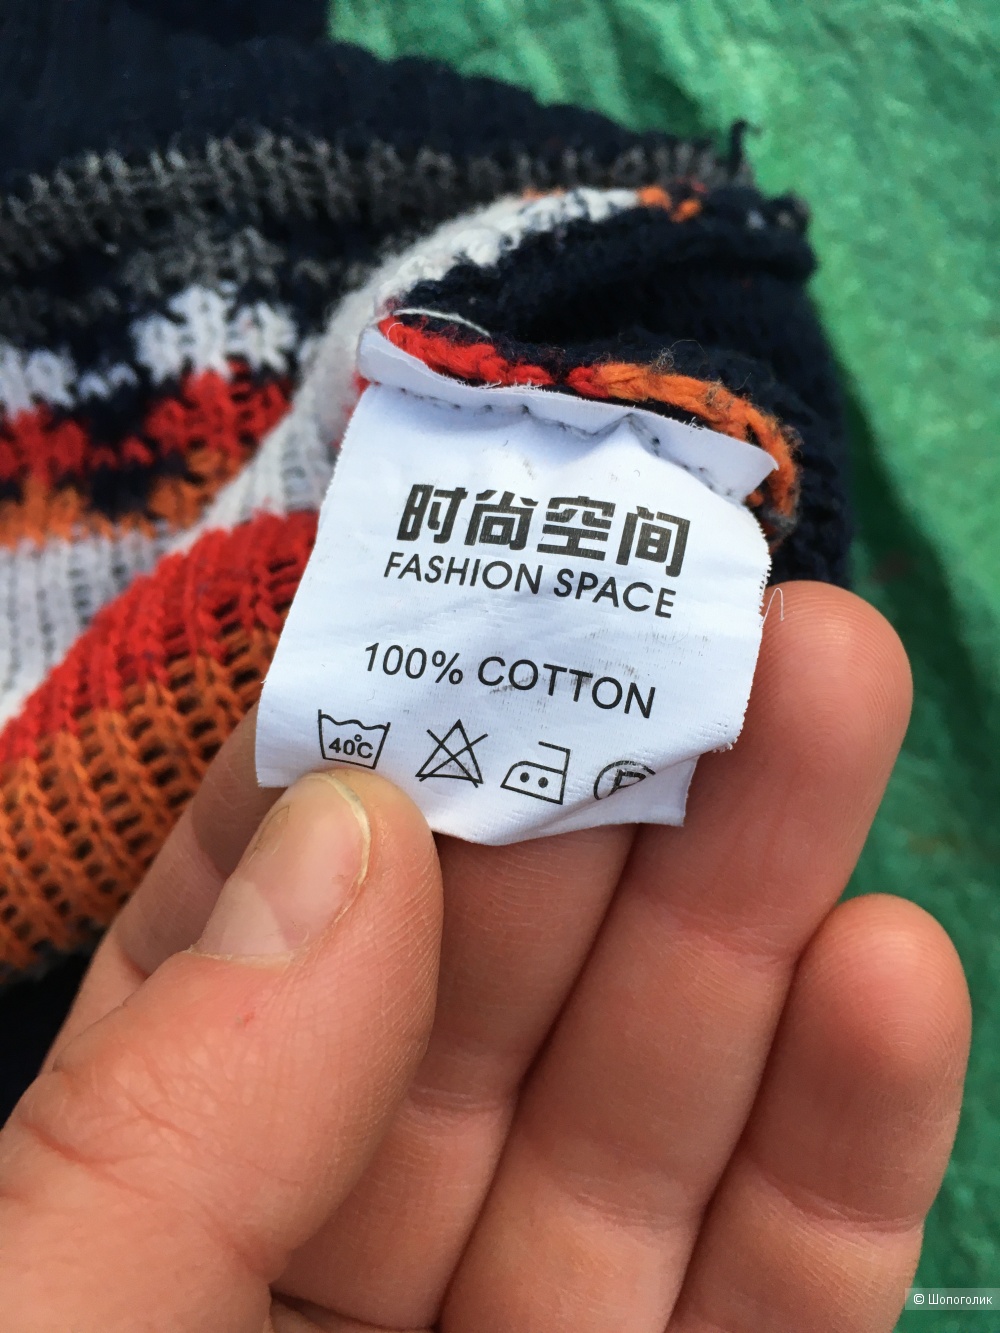 时尚空间
FASHION SPACE
100% COTTON
40°C
P
© Шопоголик